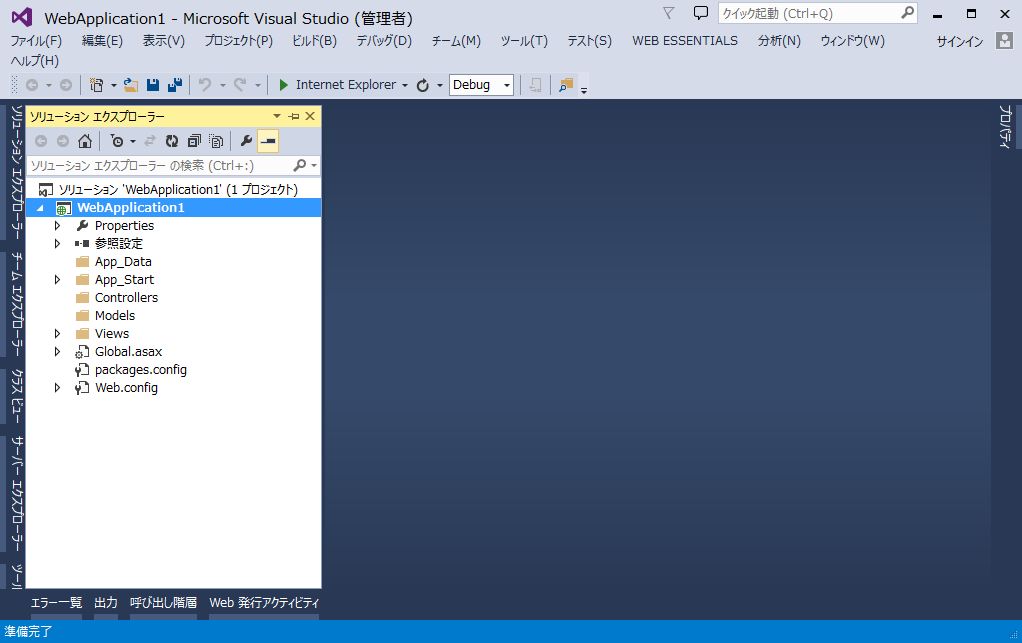 WebApplication1 - Microsoft Visual Studio (管理者)
クイック起動 (Ctrl+Q)
ファイル(F) 編集(E) 表示(V) プロジェクト(P) ビルド(B) デバッグ(D) チーム(M) ツール(T) テスト(S) WEB ESSENTIALS 分析(N) ウィンドウ(W) サインイン
ヘルプ(H)
Internet Explorer Debug
ソリューション エクスプローラー
チーム エクスプローラー
クラス ビュー
サーバー エクスプローラー
ソリューション エクスプローラー
ソリューション エクスプローラー の検索 (Ctrl+:)
ソリューション 'WebApplication1' (1 プロジェクト)
WebApplication1
Properties
参照設定
App_Data
App_Start
Controllers
Models
Views
Global.asax
packages.config
Web.config
プロパティ
エラー一覧 出力 呼び出し階層 Web 発行アクティビティ
準備完了